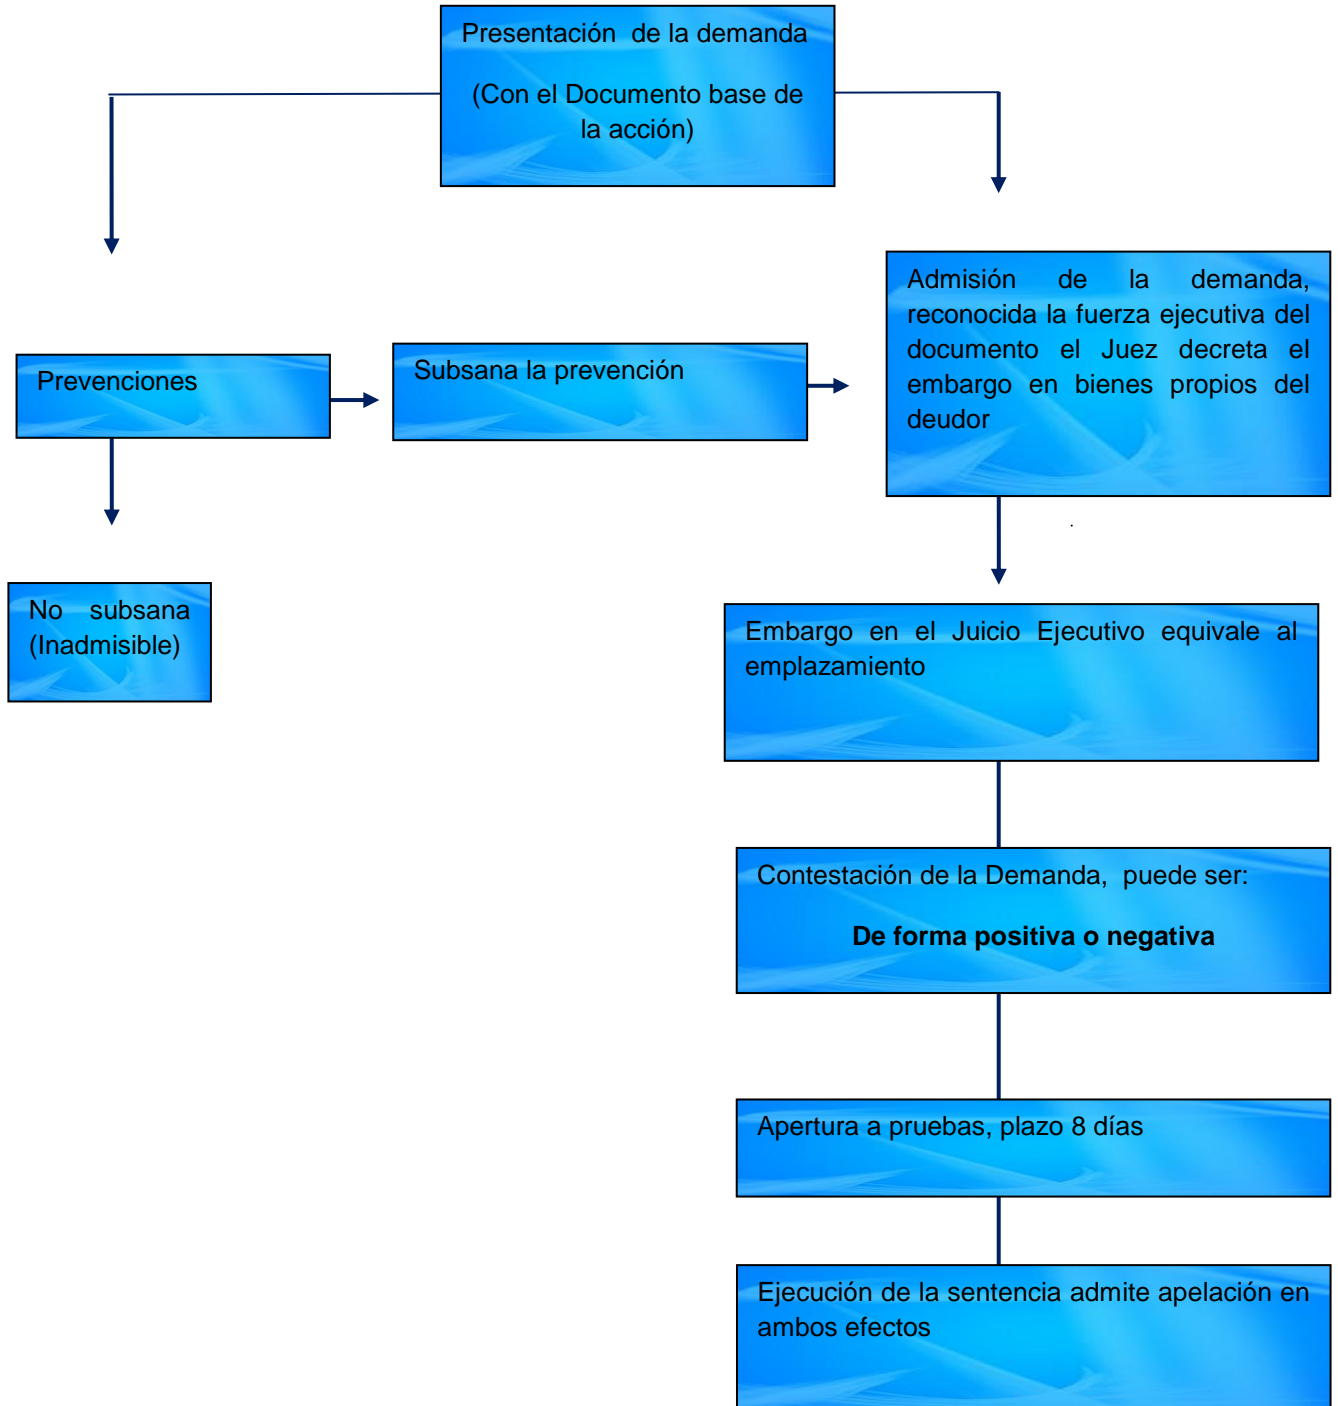 Presentación de la demanda
(Con el Documento base de
la acción)
Admisión de la demanda,
reconocida la fuerza ejecutiva del
documento el Juez decreta el
embargo en bienes propios del
deudor
Prevenciones
Subsana la prevención
No subsana
(Inadmisible)
Embargo en el Juicio Ejecutivo equivale al
emplazamiento
Contestación de la Demanda, puede ser:
De forma positiva o negativa
Apertura a pruebas, plazo 8 días
Ejecución de la sentencia admite apelación en
ambos efectos